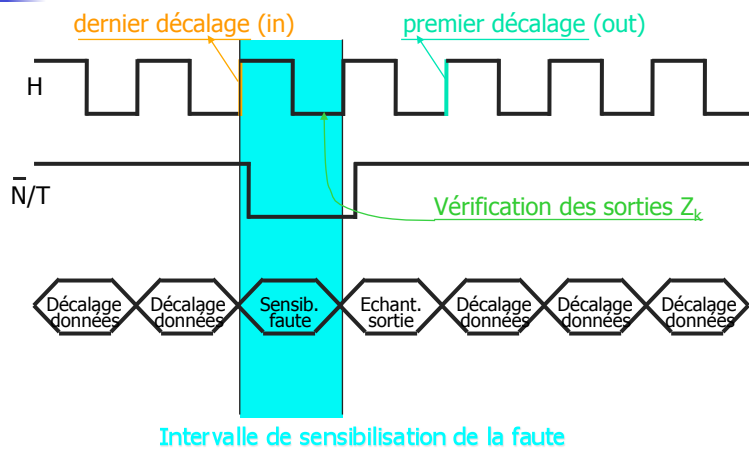 dernier décalage (in)
premier décalage (out)
H
N̄/T
Vérification des sorties Zk
Décalage
données
Décalage
données
Sensib.
faute
Echant.
sortie
Décalage
données
Décalage
données
Décalage
données
Intervalle de sensibilisation de la faute